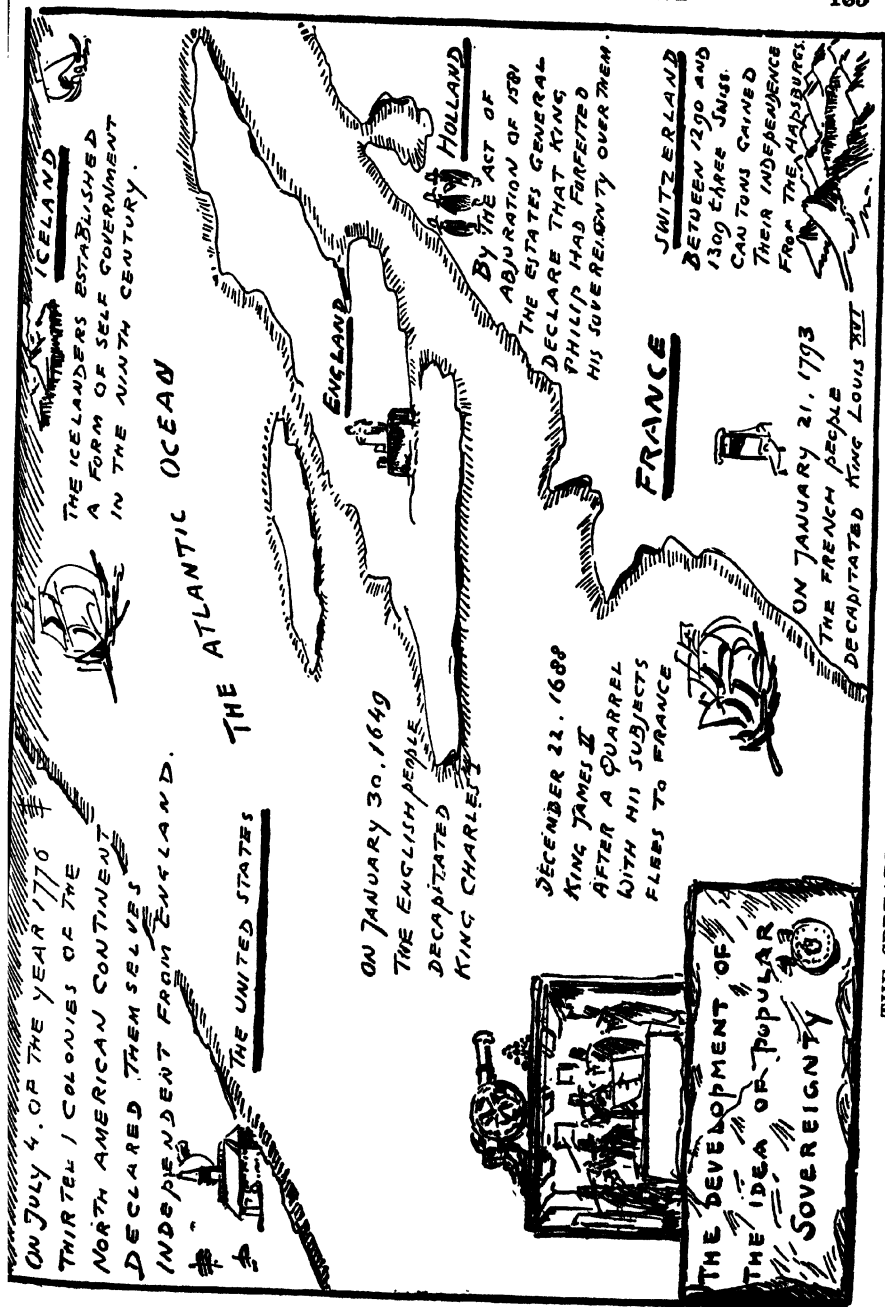 165
ICELAND
THE ICELANDERS ESTABLISHED
A FORM OF SELF GOVERNMENT
IN THE NINTH CENTURY.
ON JULY 4. OF THE YEAR 1776
THIRTEEN COLONIES OF THE
NORTH AMERICAN CONTINENT
DECLARED THEMSELVES
INDEPENDENT FROM ENGLAND.
THE UNITED STATES
THE ATLANTIC OCEAN
ENGLAND
ON JANUARY 30. 1649
THE ENGLISH PEOPLE
DECAPITATED
KING CHARLES I
HOLLAND
BY THE ACT OF
ABJURATION OF 1581
THE ESTATES GENERAL
DECLARE THAT KING
PHILIP HAD FORFEITED
HIS SOVEREIGNTY OVER THEM.
DECEMBER 22. 1688
KING JAMES II
AFTER A QUARREL
WITH HIS SUBJECTS
FLEES TO FRANCE
SWITZERLAND
BETWEEN 1290 AND
1309 three SWISS
CANTONS GAINED
THEIR INDEPENDENCE
FROM THE HAPSBURGS.
FRANCE
ON JANUARY 21. 1793
THE FRENCH PEOPLE
DECAPITATED KING LOUIS XVI
THE DEVELOPMENT OF
THE IDEA OF POPULAR
SOVEREIGNTY